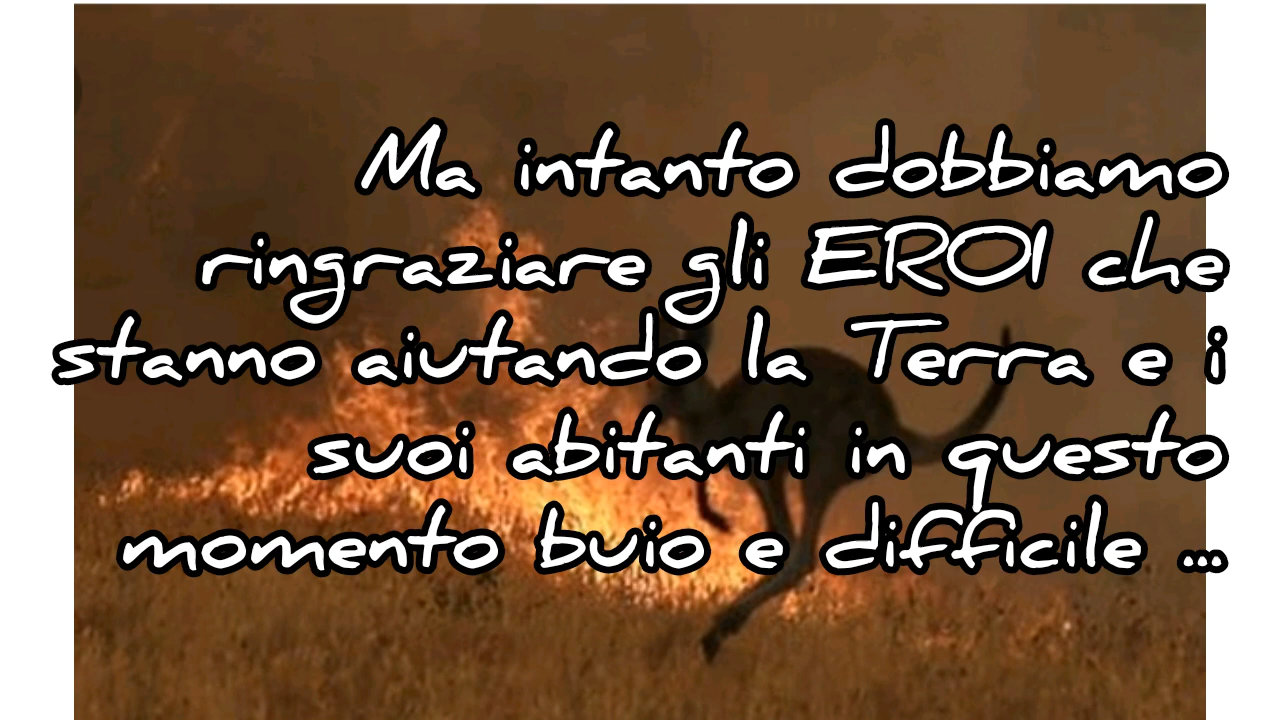 Ma intanto dobbiamo
ringraziare gli EROI che
stanno aiutando la Terra e i
suoi abitanti in questo
momento buio e difficile ...